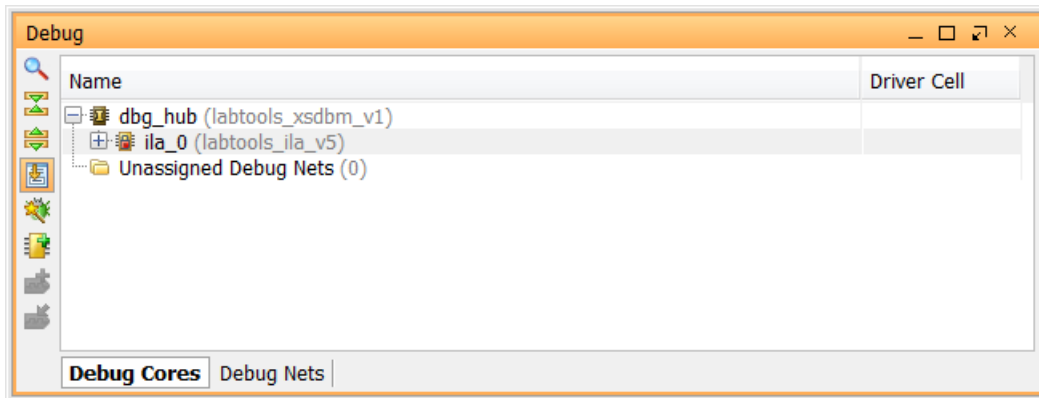 Debug
Name Driver Cell
dbg_hub (labtools_xsdbm_v1)
ila_0 (labtools_ila_v5)
Unassigned Debug Nets (0)
Debug Cores Debug Nets